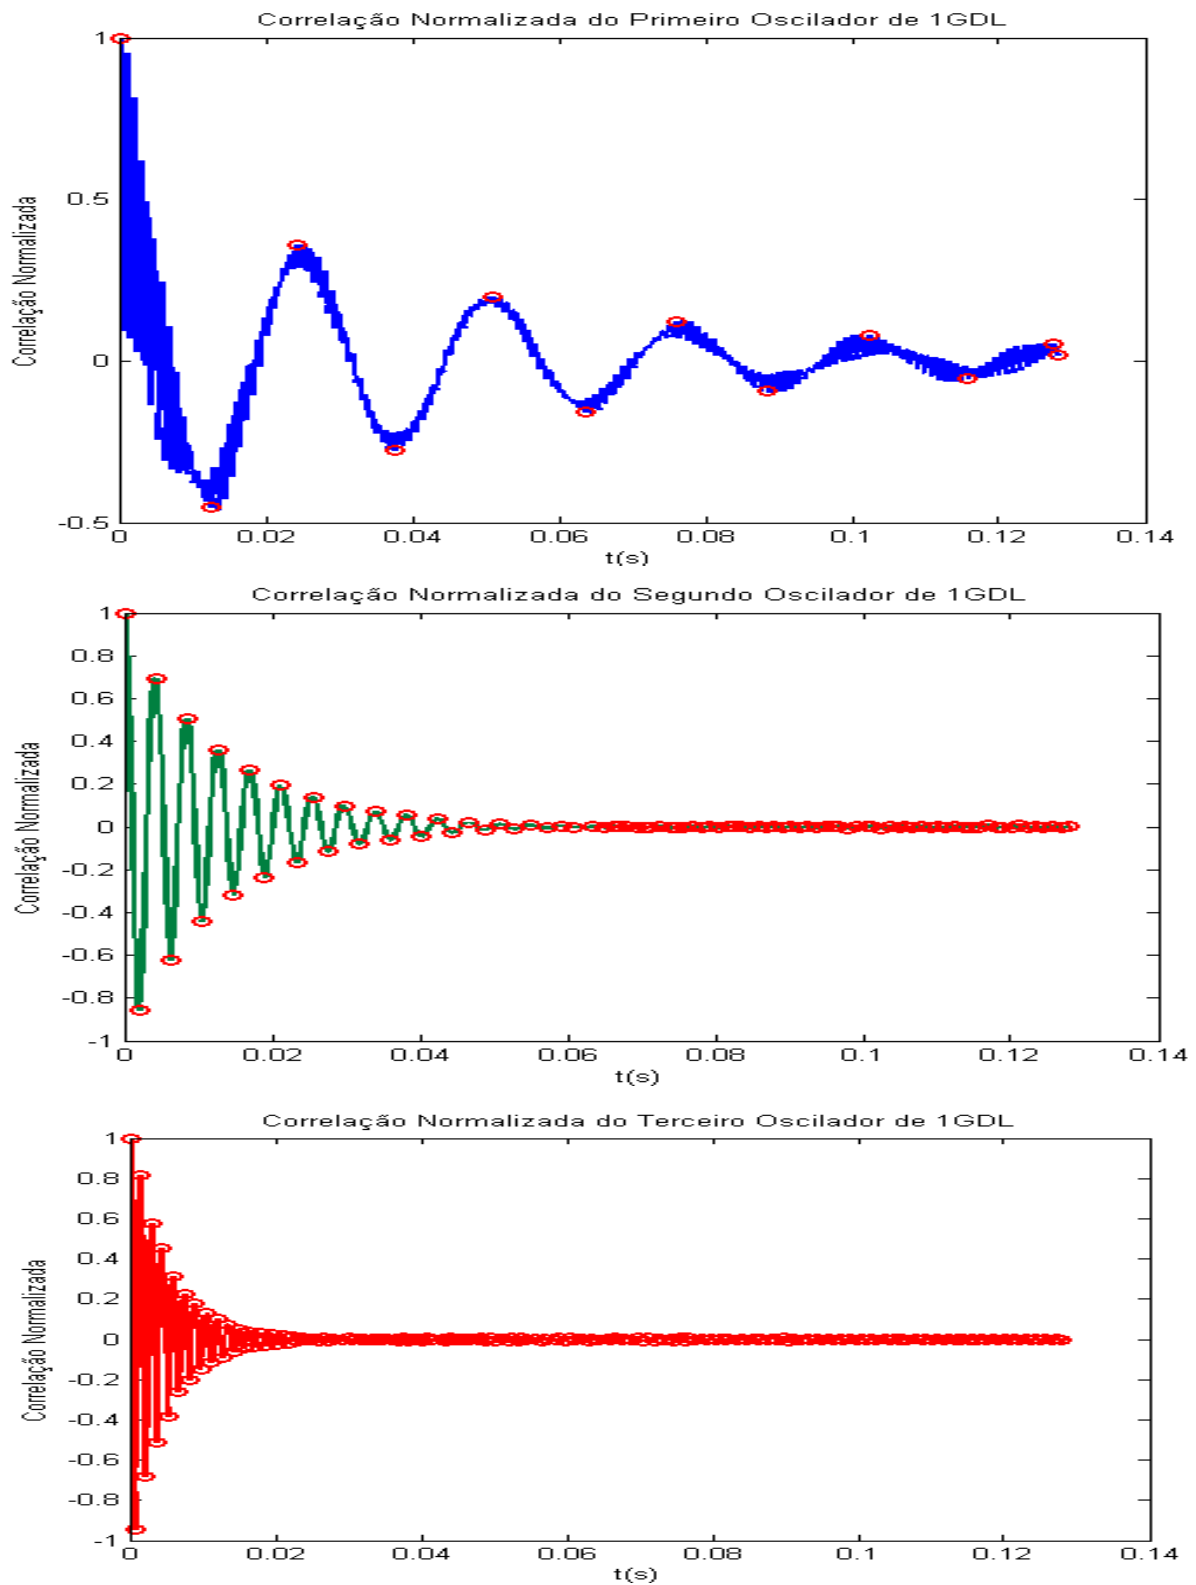 Correlação Normalizada do Primeiro Oscilador de 1GDL
1
0.5
0
-0.5
Correlação Normalizada
0 0.02 0.04 0.06 0.08 0.1 0.12 0.14
t(s)
Correlação Normalizada do Segundo Oscilador de 1GDL
1
0.8
0.6
0.4
0.2
0
-0.2
-0.4
-0.6
-0.8
-1
Correlação Normalizada
0 0.02 0.04 0.06 0.08 0.1 0.12 0.14
t(s)
Correlação Normalizada do Terceiro Oscilador de 1GDL
1
0.8
0.6
0.4
0.2
0
-0.2
-0.4
-0.6
-0.8
-1
Correlação Normalizada
0 0.02 0.04 0.06 0.08 0.1 0.12 0.14
t(s)